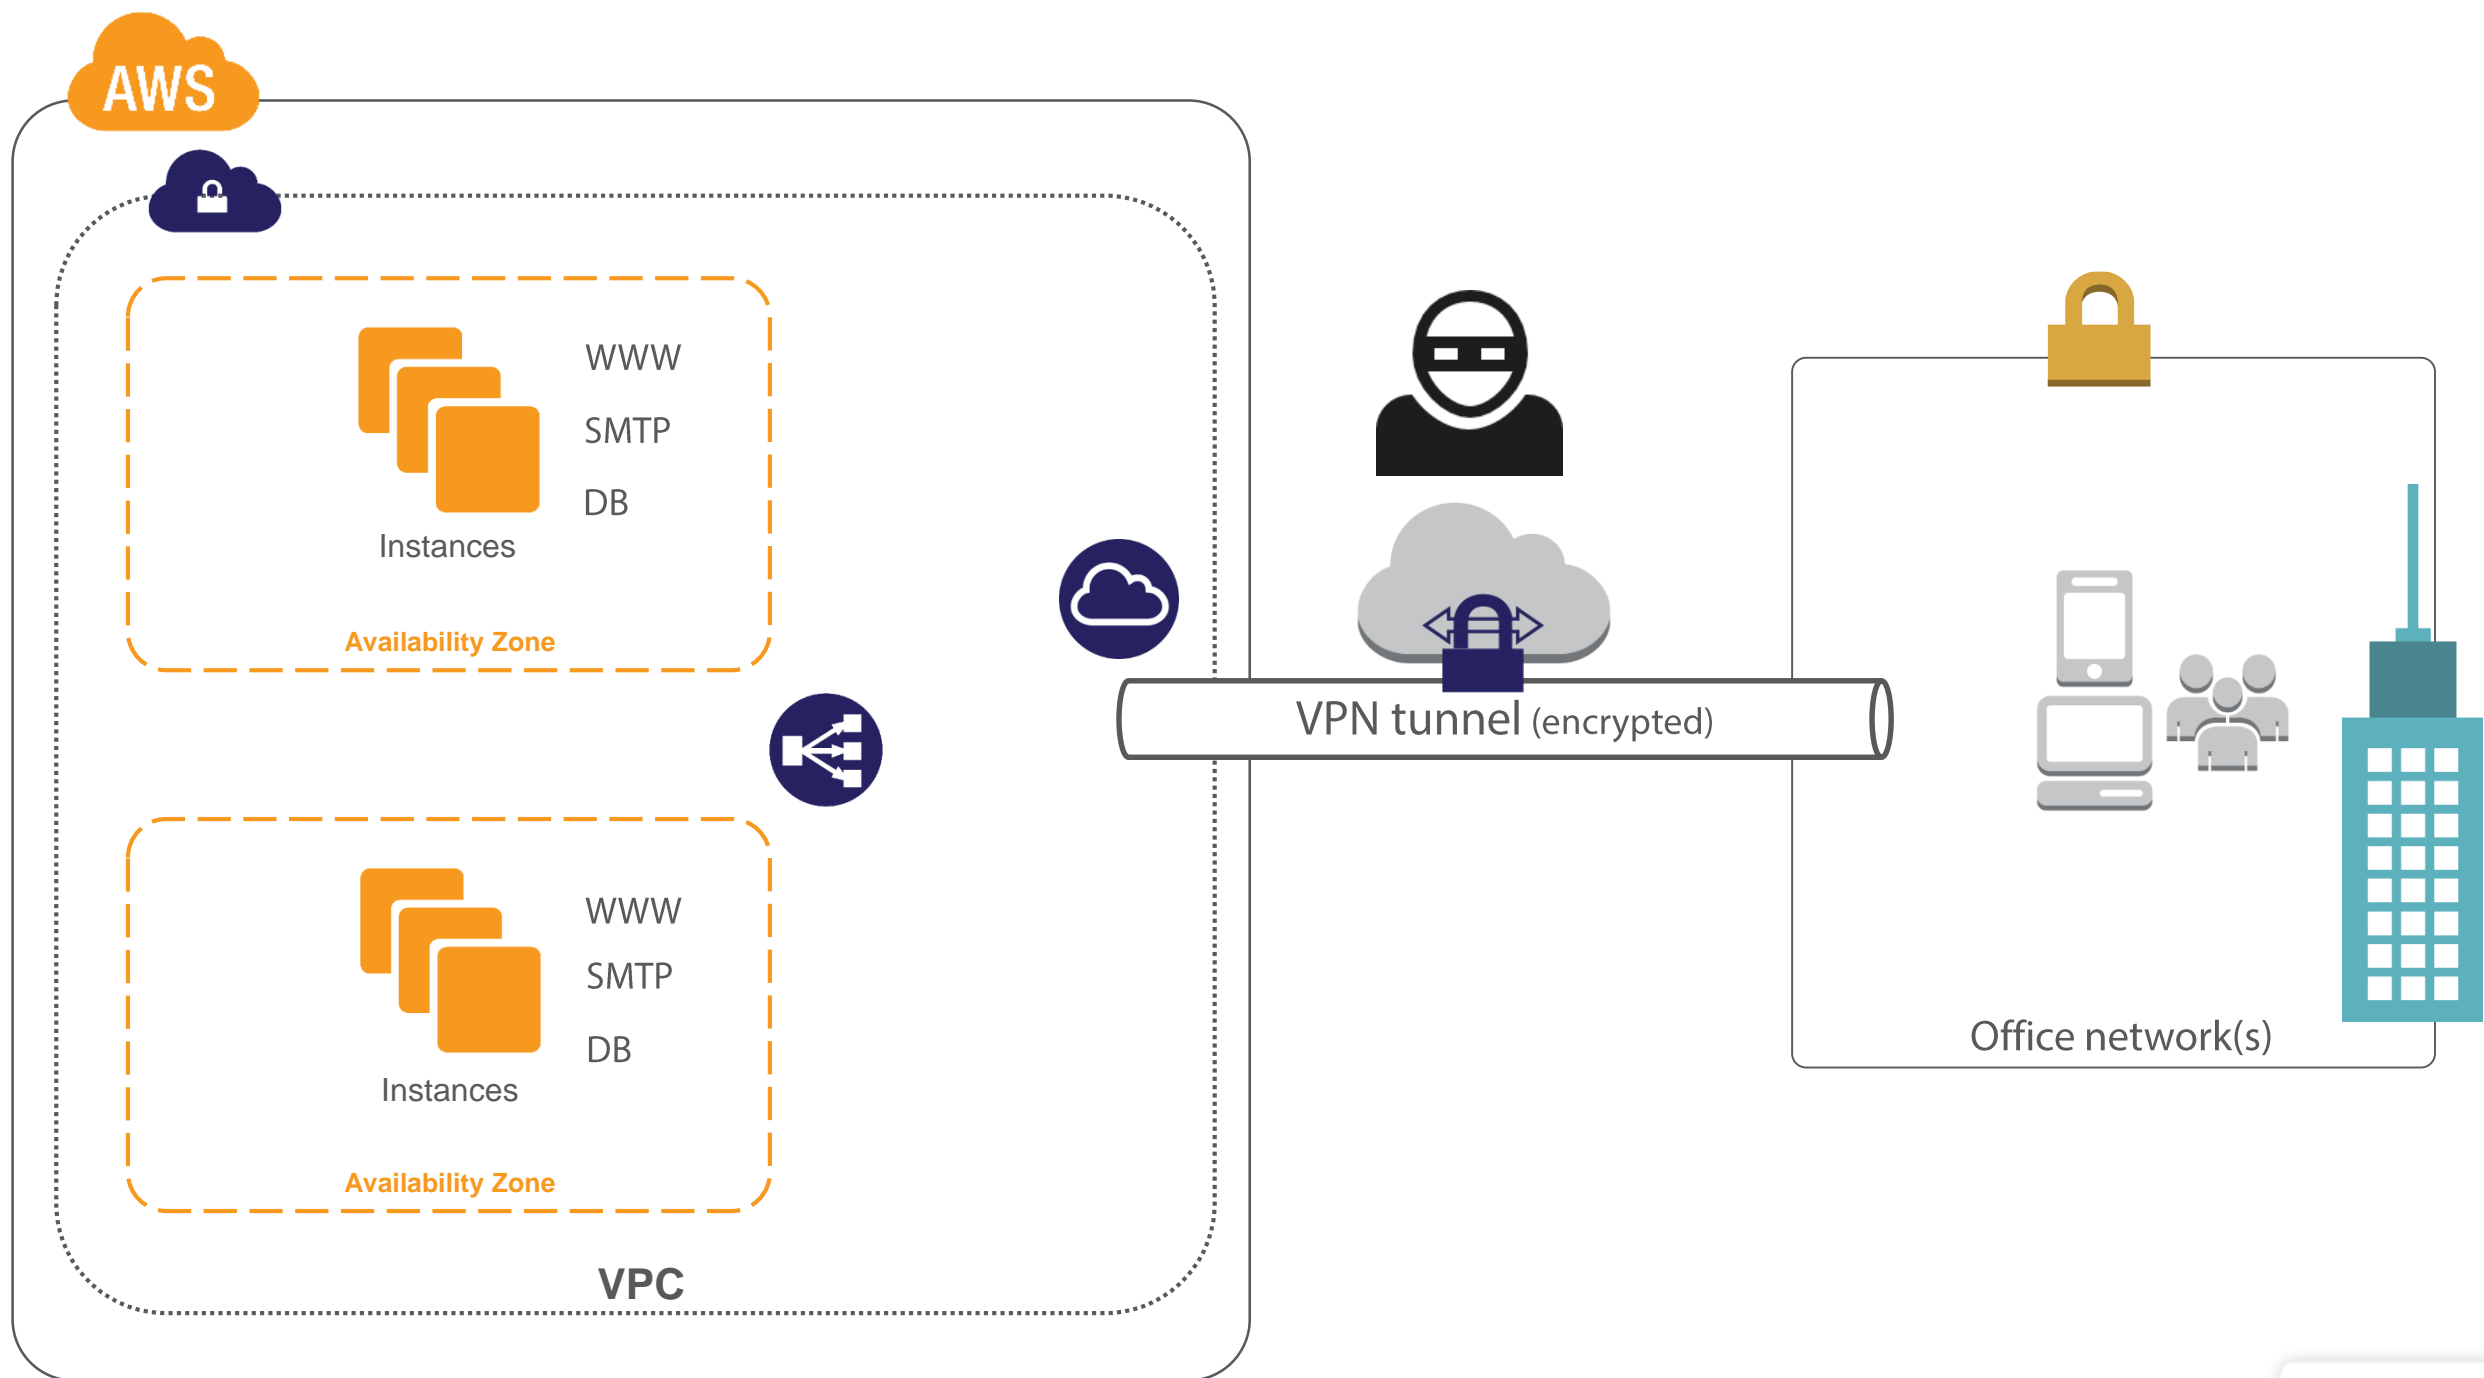 AWS
WWW
SMTP
DB
Instances
Availability Zone
VPN tunnel (encrypted)
WWW
SMTP
DB
Instances
Availability Zone
VPC
Office network(s)